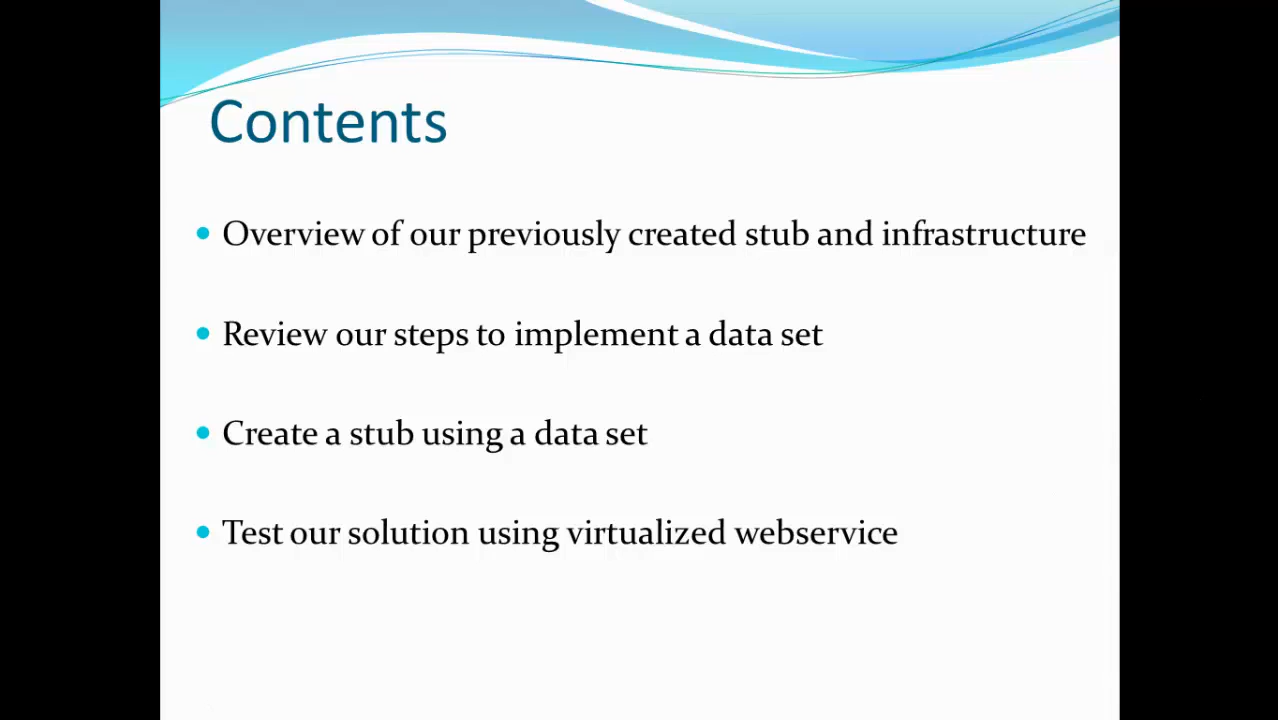 Contents
• Overview of our previously created stub and infrastructure
• Review our steps to implement a data set
• Create a stub using a data set
• Test our solution using virtualized webservice